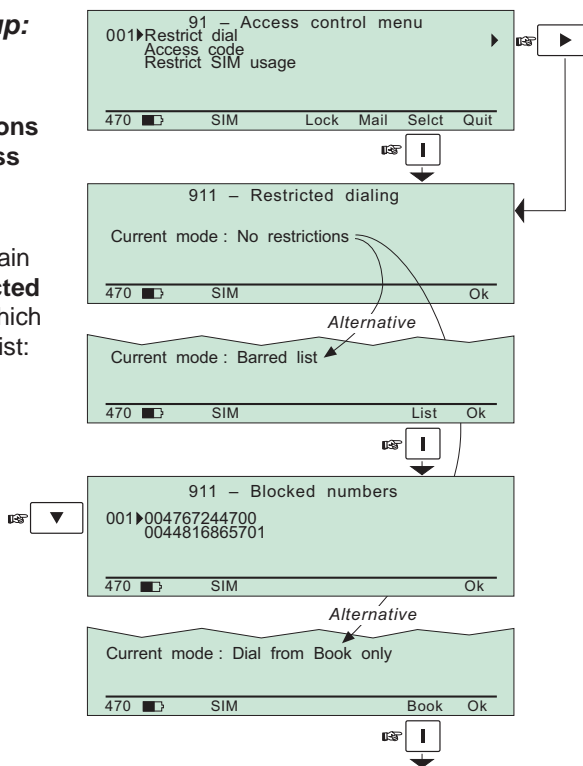 up:
ons
ss
ain
cted
hich
ist:
91 – Access control menu
001 Restrict dial
Access code
Restrict SIM usage
470 SIM Lock Mail Selct Quit
I
911 – Restricted dialing
Current mode : No restrictions
470 SIM Ok
Alternative
Current mode : Barred list
470 SIM List Ok
I
911 – Blocked numbers
001 004767244700
0044816865701
470 SIM Ok
Alternative
Current mode : Dial from Book only
470 SIM Book Ok
I